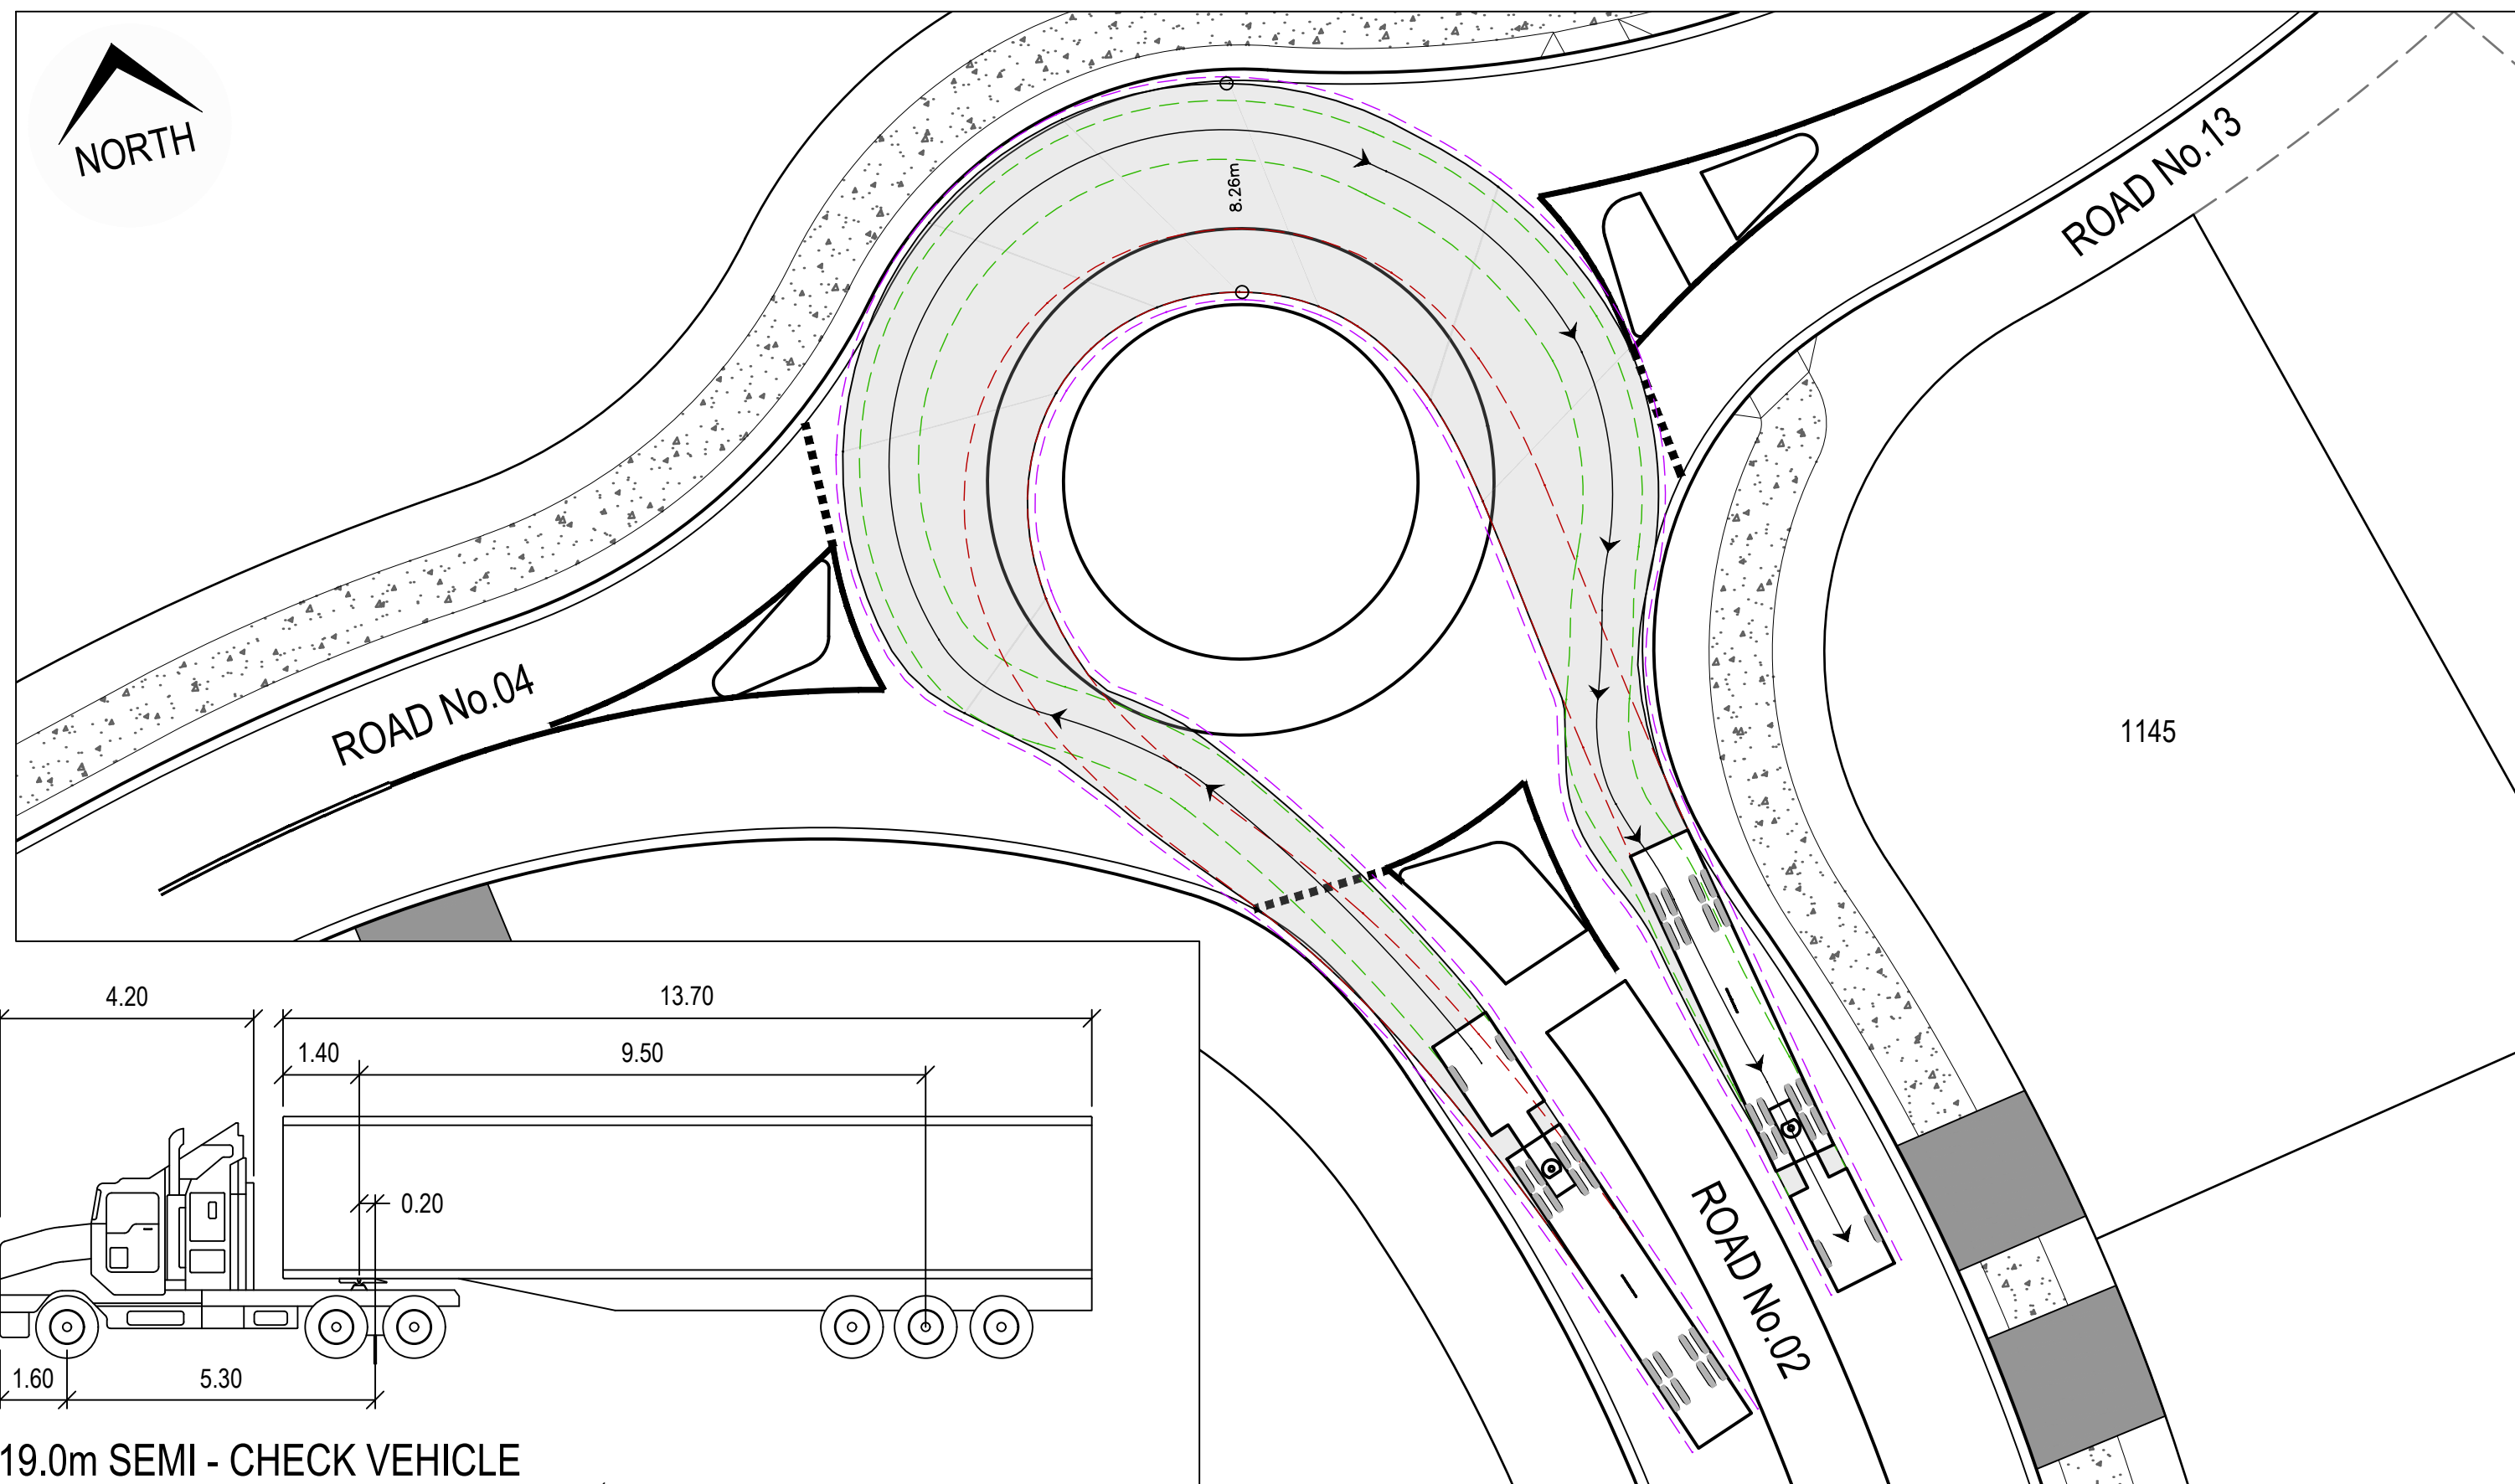 NORTH
8.26m
ROAD No.13
ROAD No.04
1145
4.20
13.70
1.40
9.50
0.20
ROAD No.02
1.60
5.30
19.0m SEMI - CHECK VEHICLE